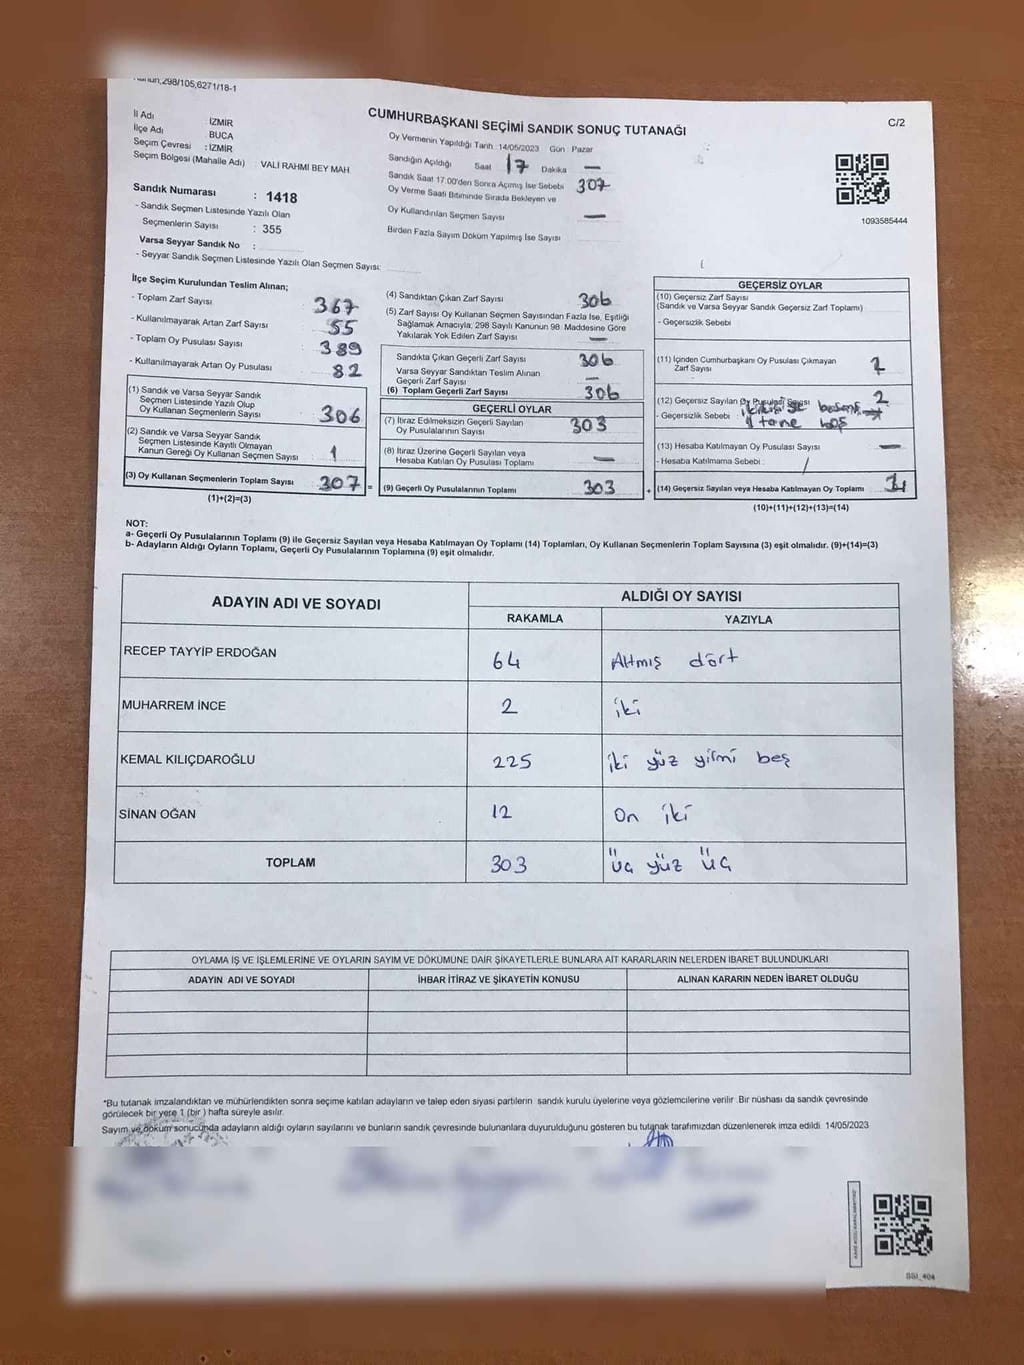 Kanun;298/105,6271/18-1
C/2
CUMHURBAŞKANI SEÇİMİ SANDIK SONUÇ TUTANAĞI
İl Adı : İZMİR
İlçe Adı : BUCA
Seçim Çevresi : İZMİR
Seçim Bölgesi (Mahalle Adı) : VALİ RAHMİ BEY MAH.
Sandık Numarası : 1418
- Sandık Seçmen Listesinde Yazılı Olan
Seçmenlerin Sayısı : 355
Varsa Seyyar Sandık No :
- Seyyar Sandık Seçmen Listesinde Yazılı Olan Seçmen Sayısı:
Oy Vermenin Yapıldığı Tarih :14/05/2023 Gün : Pazar
Sandığın Açıldığı Saat 17 Dakika —
Sandık Saat 17.00'den Sonra Açımış İse Sebebi 307
Oy Verme Saati Bitiminde Sırada Bekleyen ve
Oy Kullandırılan Seçmen Sayısı —
Birden Fazla Sayım Döküm Yapılmış İse Sayısı
1093585444
İlçe Seçim Kurulundan Teslim Alınan;
- Toplam Zarf Sayısı 367
- Kullanılmayarak Artan Zarf Sayısı 55
- Toplam Oy Pusulası Sayısı 389
- Kullanılmayarak Artan Oy Pusulası 82
(1) Sandık ve Varsa Seyyar Sandık
Seçmen Listesinde Yazılı Olup
Oy Kullanan Seçmenlerin Sayısı 306
(2) Sandık ve Varsa Seyyar Sandık
Seçmen Listesinde Kayıtlı Olmayan
Kanun Gereği Oy Kullanan Seçmen Sayısı 1
(3) Oy Kullanan Seçmenlerin Toplam Sayısı 307
(1)+(2)=(3)
(4) Sandıktan Çıkan Zarf Sayısı 306
(5) Zarf Sayısı Oy Kullanan Seçmen Sayısından Fazla İse, Eşitliği
Sağlamak Amacıyla; 298 Sayılı Kanunun 98. Maddesine Göre
Yakılarak Yok Edilen Zarf Sayısı —
Sandıkta Çıkan Geçerli Zarf Sayısı 306
Varsa Seyyar Sandıktan Teslim Alınan
Geçerli Zarf Sayısı —
(6) Toplam Geçerli Zarf Sayısı 306
GEÇERLİ OYLAR
(7) İtiraz Edilmeksizin Geçerli Sayılan
Oy Pusulalarının Sayısı 303
(8) İtiraz Üzerine Geçerli Sayılan veya
Hesaba Katılan Oy Pusulası Toplamı —
= (9) Geçerli Oy Pusulalarının Toplamı 303
GEÇERSİZ OYLAR
(10) Geçersiz Zarf Sayısı
(Sandık ve Varsa Seyyar Sandık Geçersiz Zarf Toplamı)
- Geçersizlik Sebebi
(11) İçinden Cumhurbaşkanı Oy Pusulası Çıkmayan
Zarf Sayısı
(12) Geçersiz Sayılan Oy Pusulası Sayısı 2
- Geçersizlik Sebebi :
1 tane boş
(13) Hesaba Katılmayan Oy Pusulası Sayısı —
- Hesaba Katılmama Sebebi : /
+ (14) Geçersiz Sayılan veya Hesaba Katılmayan Oy Toplamı
(10)+(11)+(12)+(13)=(14)
NOT:
a- Geçerli Oy Pusulalarının Toplamı (9) ile Geçersiz Sayılan veya Hesaba Katılmayan Oy Toplamı (14) Toplamları, Oy Kullanan Seçmenlerin Toplam Sayısına (3) eşit olmalıdır. (9)+(14)=(3)
b- Adayların Aldığı Oyların Toplamı, Geçerli Oy Pusulalarının Toplamına (9) eşit olmalıdır.
ADAYIN ADI VE SOYADI ALDIĞI OY SAYISI
RAKAMLA YAZIYLA
RECEP TAYYİP ERDOĞAN 64 Altmış dört
MUHARREM İNCE 2 iki
KEMAL KILIÇDAROĞLU 225 iki yüz yirmi beş
SİNAN OĞAN 12 On iki
TOPLAM 303 üç yüz üç
OYLAMA İŞ VE İŞLEMLERİNE VE OYLARIN SAYIM VE DÖKÜMÜNE DAİR ŞİKAYETLERLE BUNLARA AİT KARARLARIN NELERDEN İBARET BULUNDUKLARI
ADAYIN ADI VE SOYADI İHBAR İTİRAZ VE ŞİKAYETİN KONUSU ALINAN KARARIN NEDEN İBARET OLDUĞU
*Bu tutanak imzalandıktan ve mühürlendikten sonra seçime katılan adayların ve talep eden siyasi partilerin sandık kurulu üyelerine veya gözlemcilerine verilir. Bir nüshası da sandık çevresinde
görülecek bir yere 1 (bir ) hafta süreyle asılır.
Sayım ve döküm sonucunda adayların aldığı oyların sayılarını ve bunların sandık çevresinde bulunanlara duyurulduğunu gösteren bu tutanak tarafımızdan düzenlenerek imza edildi. 14/05/2023
SSI_404